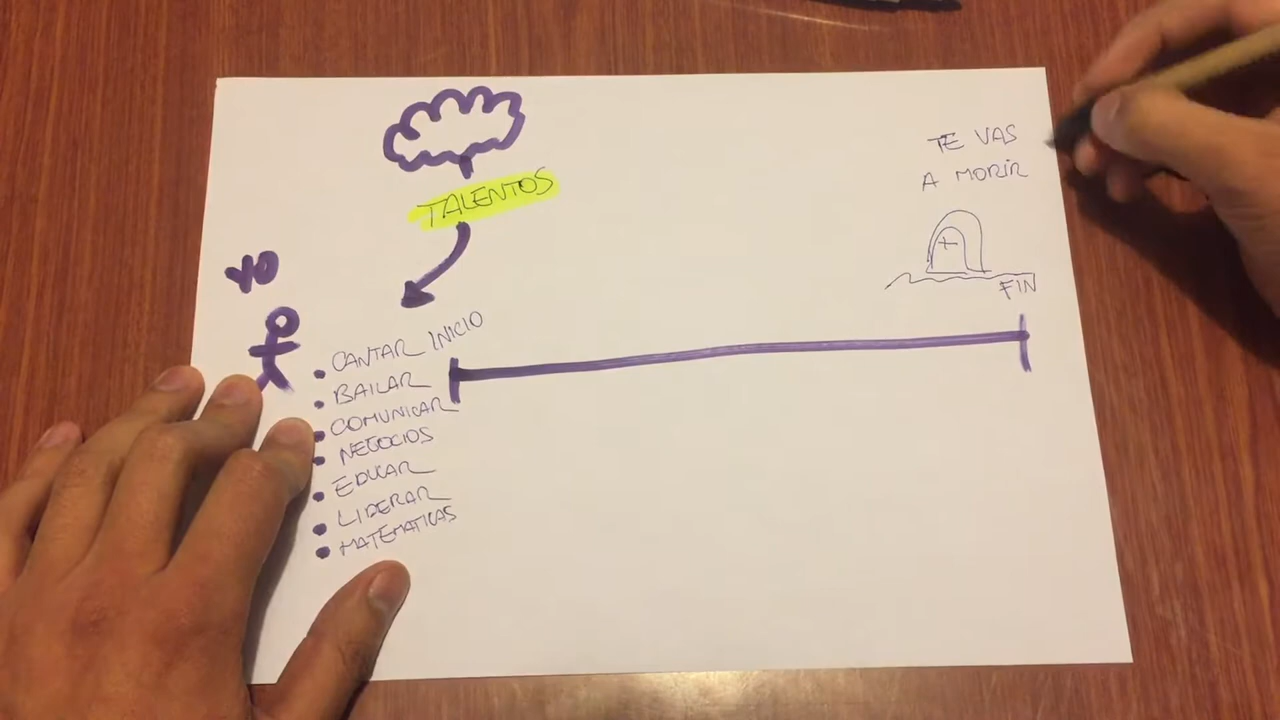 TALENTOS
TE VAS
A MORIR
FIN
YO
INICIO
CANTAR
BAILAR
COMUNICAR
NEGOCIOS
EDUCAR
LIDERAR
MATEMATICAS